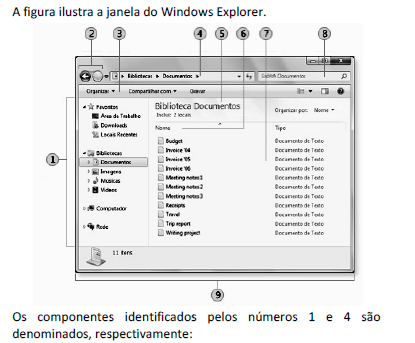 A figura ilustra a janela do Windows Explorer.
2 3 4 5 6 7 8
Bibliotecas Documentos
Organizar Compartilhar com Gravar
Favoritos
Área de Trabalho
Downloads
Locais Recentes
Bibliotecas
Documentos
Imagens
Músicas
Vídeos
Computador
Rede
1
Biblioteca Documentos
Inclui: 2 locais
Organizar por: Nome
Nome Tipo
Budget Documento de Texto
Invoice '04 Documento de Texto
Invoice '05 Documento de Texto
Invoice '06 Documento de Texto
Meeting notes1 Documento de Texto
Meeting notes2 Documento de Texto
Meeting notes3 Documento de Texto
Receipts Documento de Texto
Travel Documento de Texto
Trip report Documento de Texto
Writing project Documento de Texto
11 itens
9
Os componentes identificados pelos números 1 e 4 são
denominados, respectivamente: